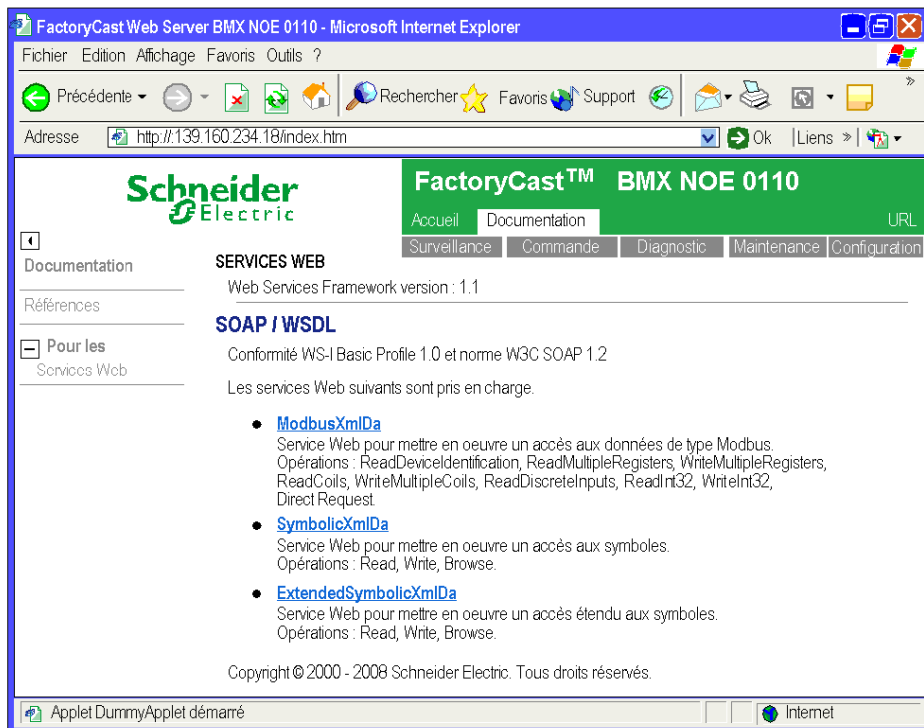 FactoryCast Web Server BMX NOE 0110 - Microsoft Internet Explorer
Fichier Edition Affichage Favoris Outils ?
Précédente Rechercher Favoris Support »
Adresse http://.139.160.234.18/index.htm Ok Liens »
Schneider Electric
FactoryCast™ BMX NOE 0110
Accueil Documentation URL
Surveillance Commande Diagnostic Maintenance Configuration
Documentation
Références
Pour les
Services Web
SERVICES WEB
Web Services Framework version : 1.1
SOAP / WSDL
Conformité WS-I Basic Profile 1.0 et norme W3C SOAP 1.2
Les services Web suivants sont pris en charge.
● ModbusXmlDa
Service Web pour mettre en oeuvre un accès aux données de type Modbus.
Opérations : ReadDeviceIdentification, ReadMultipleRegisters, WriteMultipleRegisters,
ReadCoils, WriteMultipleCoils, ReadDiscreteInputs, ReadInt32, WriteInt32,
Direct Request.
● SymbolicXmlDa
Service Web pour mettre en oeuvre un accès aux symboles.
Opérations : Read, Write, Browse.
● ExtendedSymbolicXmlDa
Service Web pour mettre en oeuvre un accès étendu aux symboles.
Opérations : Read, Write, Browse.
Copyright © 2000 - 2008 Schneider Electric. Tous droits réservés.
Applet DummyApplet démarré Internet